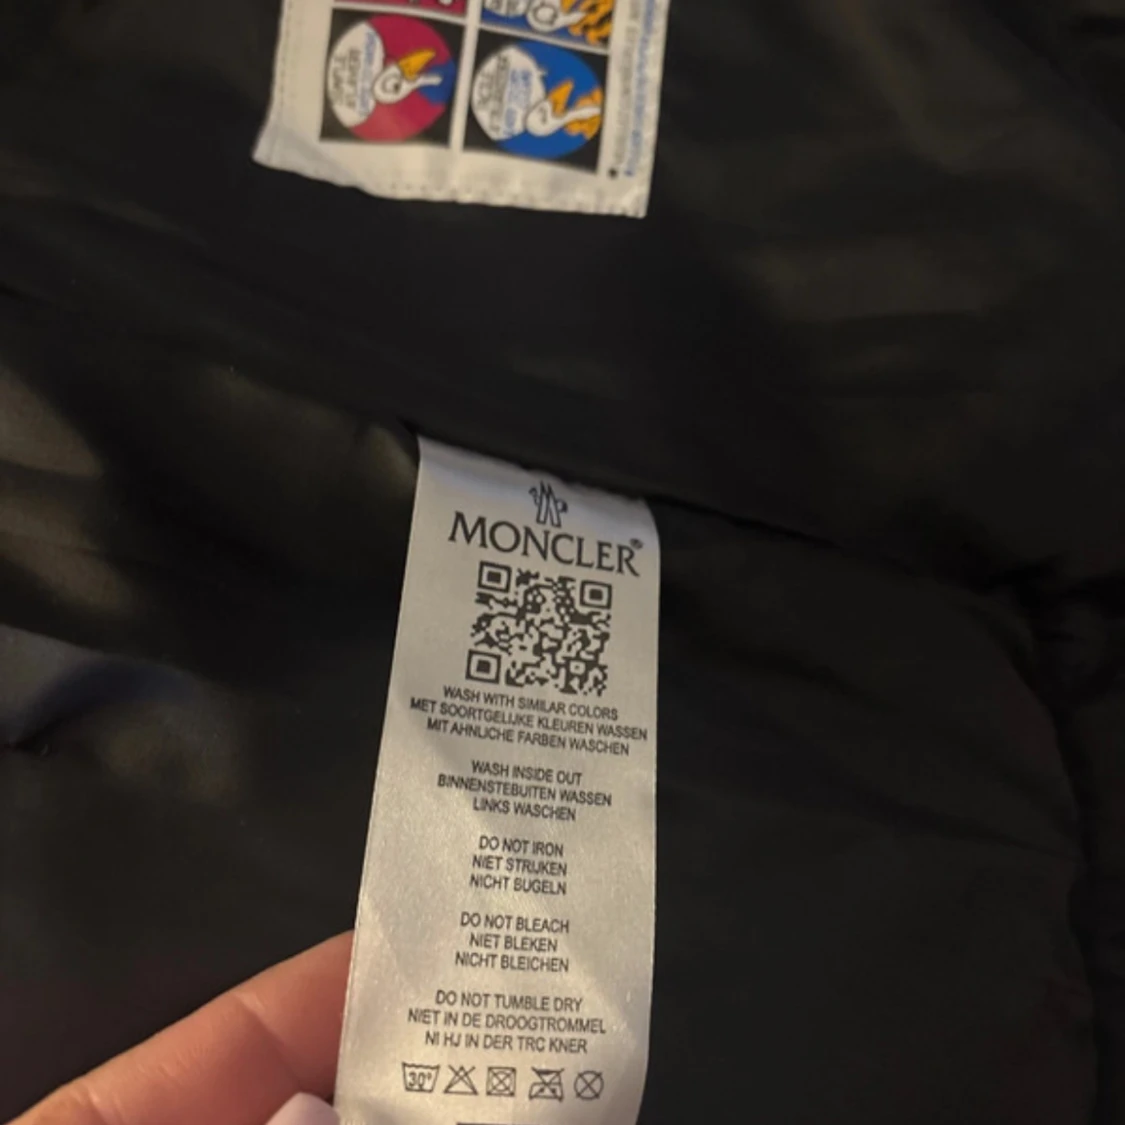 MONCLER®
WASH WITH SIMILAR COLORS
MET SOORTGELIJKE KLEUREN WASSEN
MIT AHNLICHE FARBEN WASCHEN
WASH INSIDE OUT
BINNENSTEBUITEN WASSEN
LINKS WASCHEN
DO NOT IRON
NIET STRIJKEN
NICHT BUGELN
DO NOT BLEACH
NIET BLEKEN
NICHT BLEICHEN
DO NOT TUMBLE DRY
NIET IN DE DROOGTROMMEL
NI HJ IN DER TRC KNER
30°